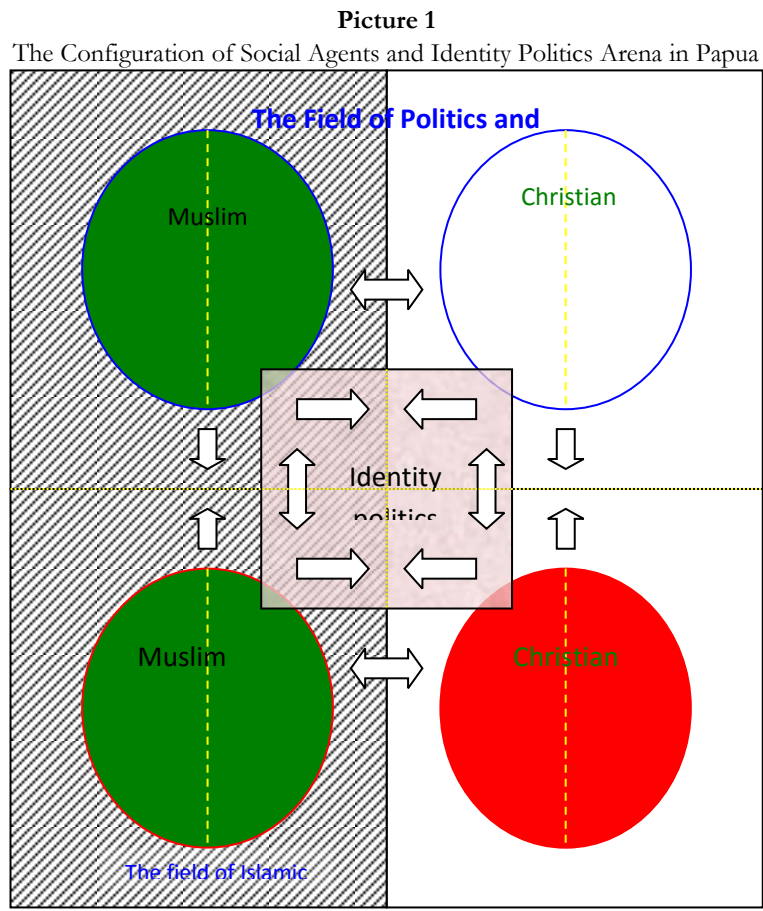 Picture 1
The Configuration of Social Agents and Identity Politics Arena in Papua
The Field of Politics and
Muslim
Christian
Identity
politics
Muslim
Christian
The field of Islamic